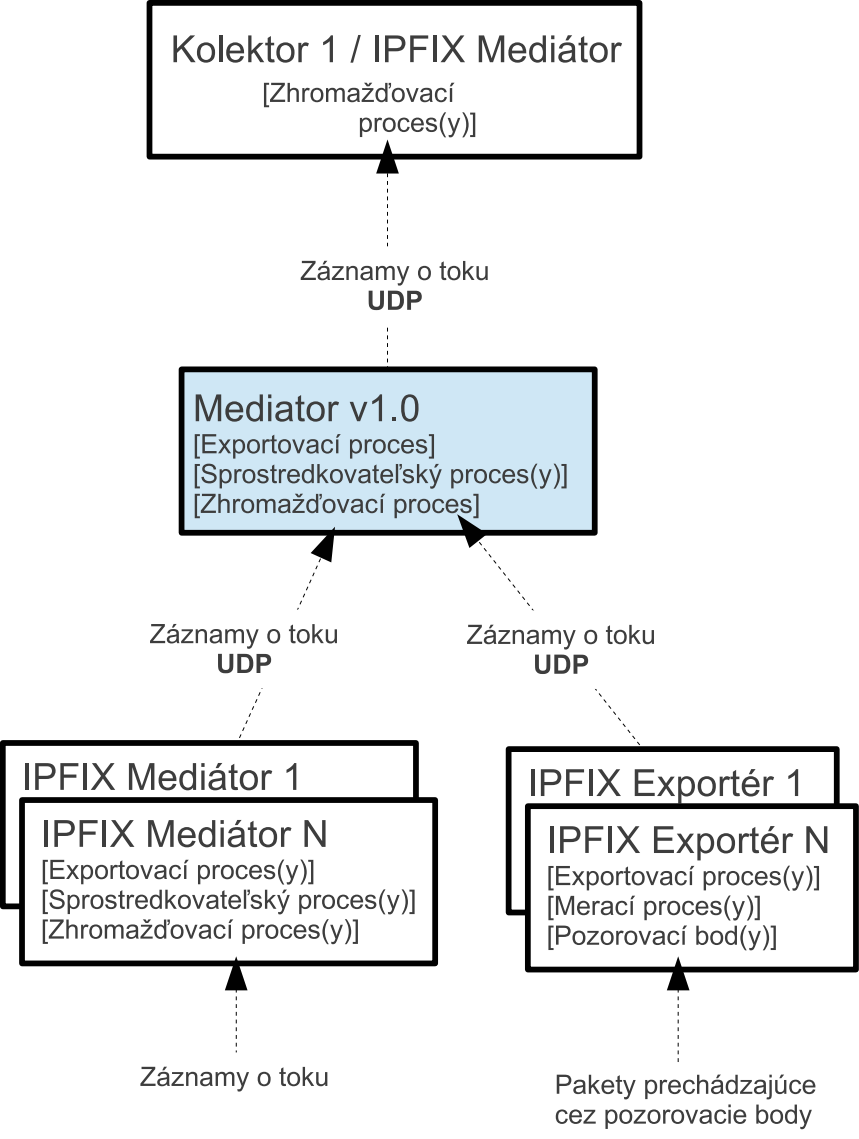 Kolektor 1 / IPFIX Mediátor
[Zhromažďovací
proces(y)]
Záznamy o toku
UDP
Mediator v1.0
[Exportovací proces]
[Sprostredkovateľský proces(y)]
[Zhromažďovací proces]
Záznamy o toku
UDP
Záznamy o toku
UDP
IPFIX Mediátor 1
IPFIX Mediátor N
[Exportovací proces(y)]
[Sprostredkovateľský proces(y)]
[Zhromažďovací proces(y)]
IPFIX Exportér 1
IPFIX Exportér N
[Exportovací proces(y)]
[Merací proces(y)]
[Pozorovací bod(y)]
Záznamy o toku
Pakety prechádzajúce
cez pozorovacie body